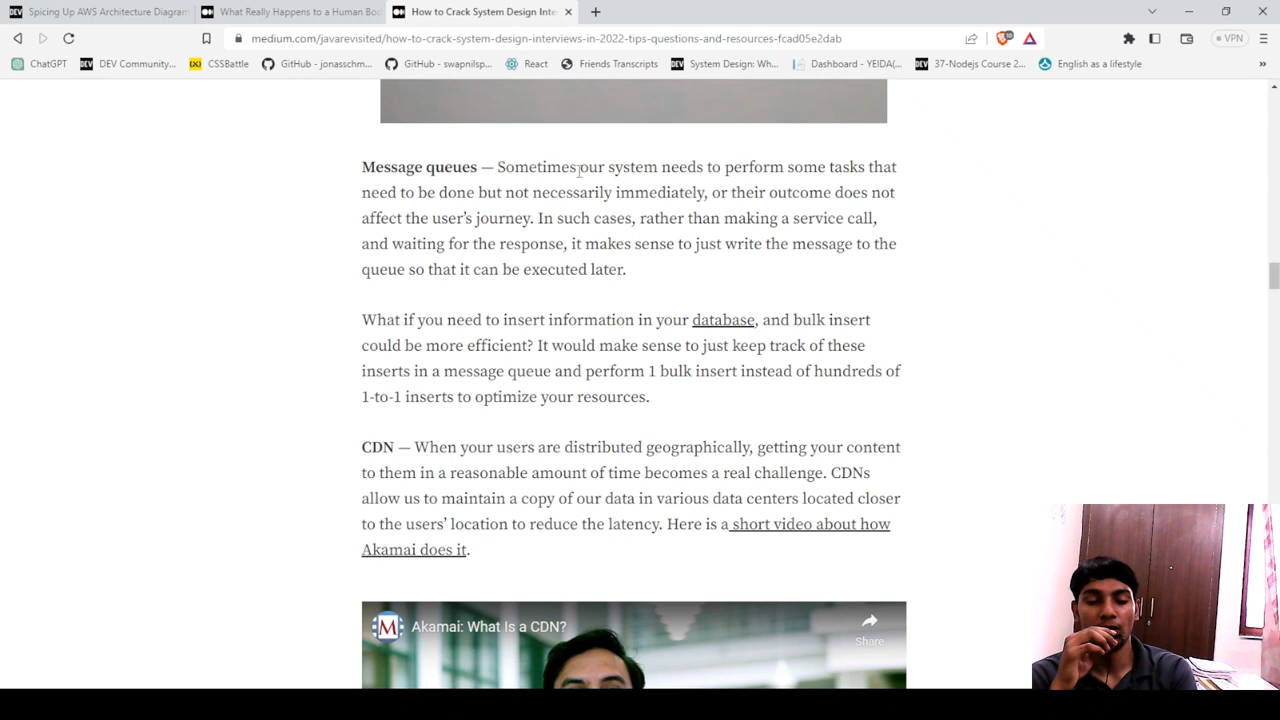 Spicing Up AWS Architecture Diagram
What Really Happens to a Human Bod
How to Crack System Design Inte
medium.com/javarevisited/how-to-crack-system-design-interviews-in-2022-tips-questions-and-resources-fcad05e2dab
VPN
ChatGPT
DEV Community...
CSSBattle
GitHub - jonasschm...
GitHub - swapnilsp...
React
Friends Transcripts
System Design: Wh...
Dashboard - YEIDA(...
37-Nodejs Course 2...
English as a lifestyle
Message queues — Sometimes our system needs to perform some tasks that
need to be done but not necessarily immediately, or their outcome does not
affect the user’s journey. In such cases, rather than making a service call,
and waiting for the response, it makes sense to just write the message to the
queue so that it can be executed later.
What if you need to insert information in your database, and bulk insert
could be more efficient? It would make sense to just keep track of these
inserts in a message queue and perform 1 bulk insert instead of hundreds of
1-to-1 inserts to optimize your resources.
CDN — When your users are distributed geographically, getting your content
to them in a reasonable amount of time becomes a real challenge. CDNs
allow us to maintain a copy of our data in various data centers located closer
to the users’ location to reduce the latency. Here is a short video about how
Akamai does it.
M
Akamai: What Is a CDN?
Share